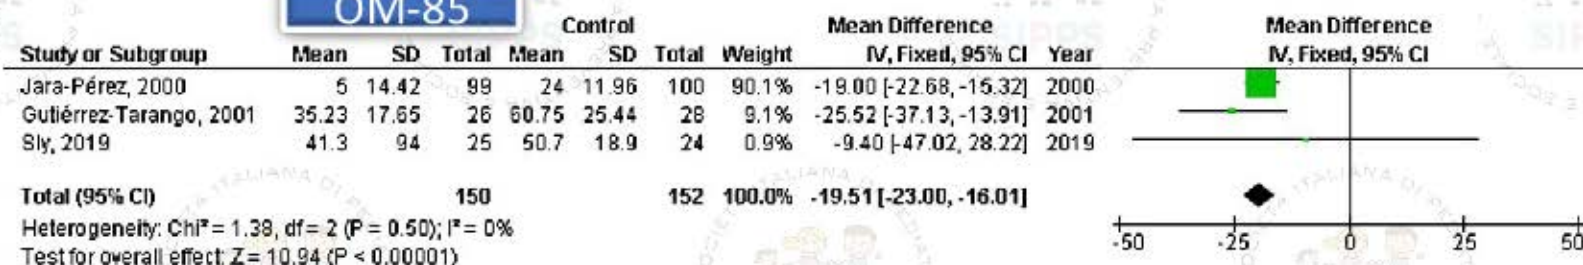 OM-85
Control Mean Difference Mean Difference
Study or Subgroup Mean SD Total Mean SD Total Weight IV, Fixed, 95% CI Year IV, Fixed, 95% CI
Jara-Pérez, 2000 5 14.42 99 24 11.96 100 90.1% -19.00 [-22.68, -15.32] 2000
Gutiérrez-Tarango, 2001 35.23 17.65 26 60.75 25.44 28 9.1% -25.52 [-37.13, -13.91] 2001
Sly, 2019 41.3 94 25 50.7 18.9 24 0.9% -9.40 [-47.02, 28.22] 2019
Total (95% CI) 150 152 100.0% -19.51 [-23.00, -16.01]
Heterogeneity: Chi² = 1.38, df = 2 (P = 0.50); I² = 0%
Test for overall effect: Z = 10.94 (P < 0.00001)
-50 -25 0 25 50